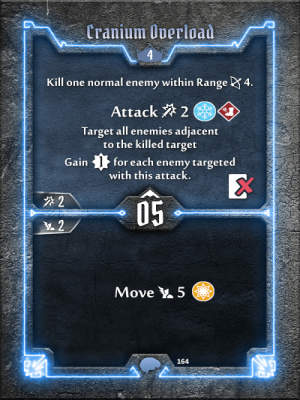 Cranium Overload
4
Kill one normal enemy within Range 4.
Attack 2
Target all enemies adjacent
to the killed target
Gain 1 for each enemy targeted
with this attack.
2
05
2
Move 5
164